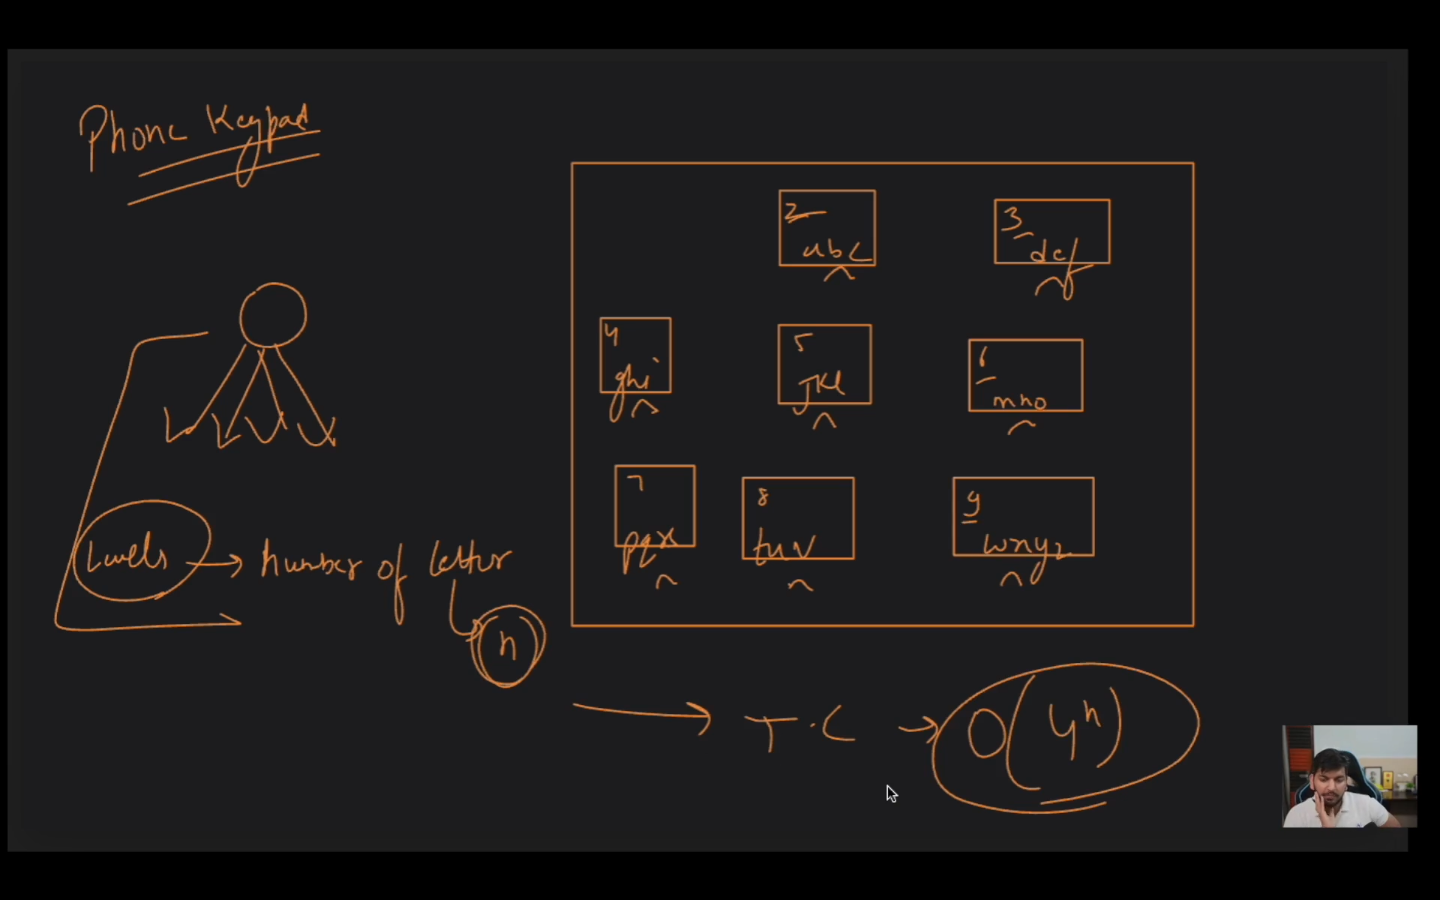 Phone Keypad
2
abc
3
def
4
ghi
5
JKL
6
mno
7
pqrs
8
tuv
9
wxyz
Levels → number of letter
n
→ T.C → O(4^n)